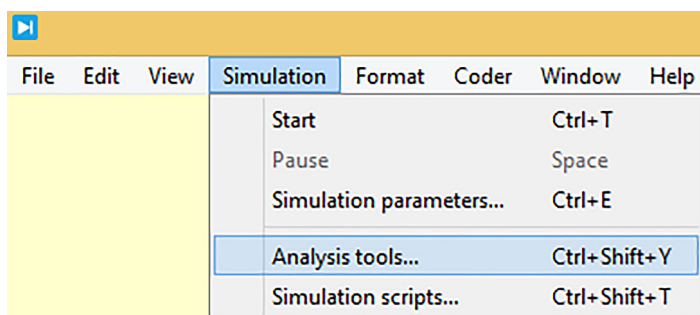 File Edit View Simulation Format Coder Window Help
Start Ctrl+T
Pause Space
Simulation parameters... Ctrl+E
Analysis tools... Ctrl+Shift+Y
Simulation scripts... Ctrl+Shift+T